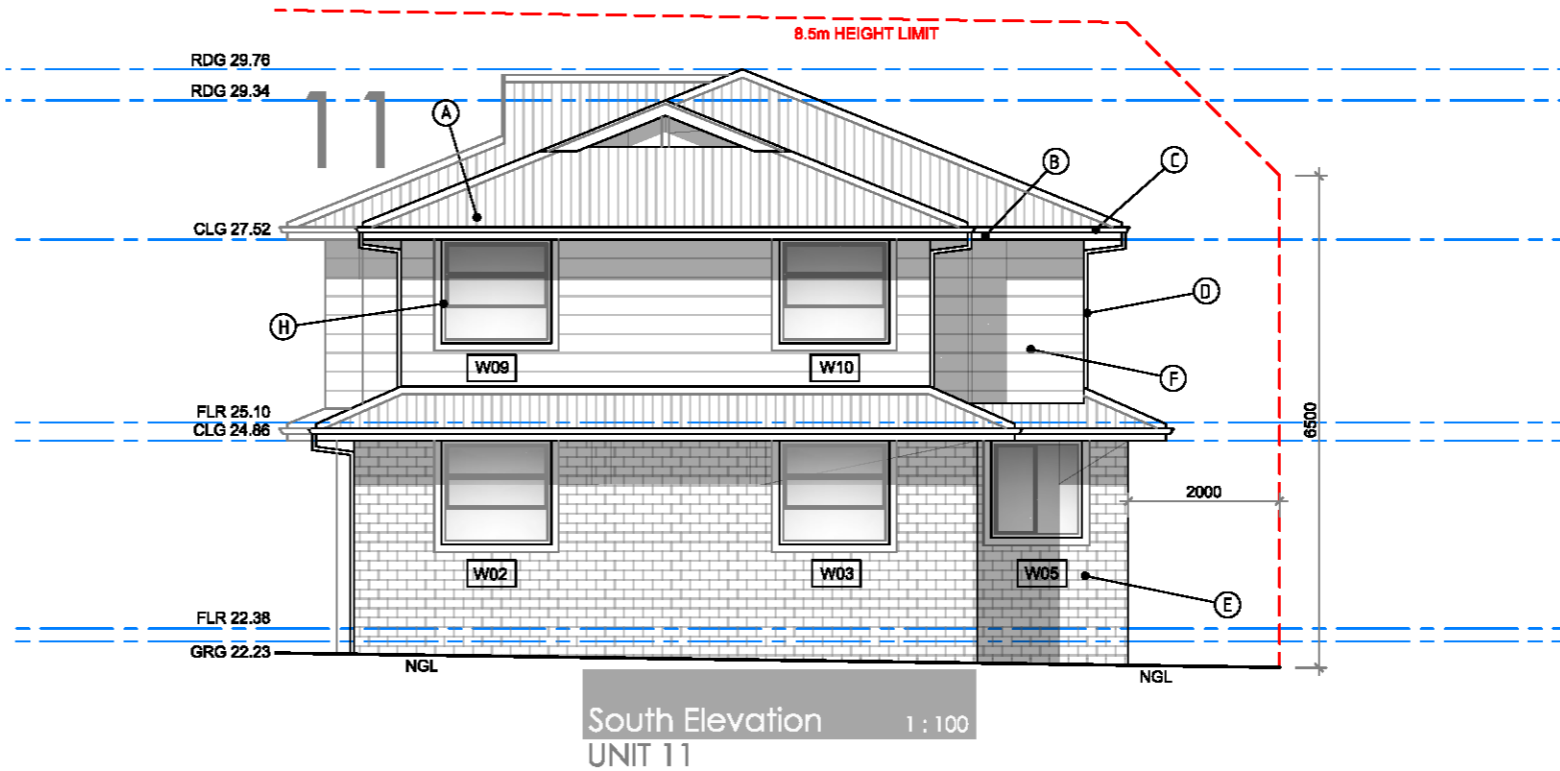 8.5m HEIGHT LIMIT
RDG 29.76
RDG 29.34
11
A
B
C
CLG 27.52
D
H
W09
W10
F
FLR 25.10
CLG 24.86
6500
2000
W02
W03
W05
E
FLR 22.38
GRG 22.23
NGL
NGL
South Elevation 1 : 100
UNIT 11